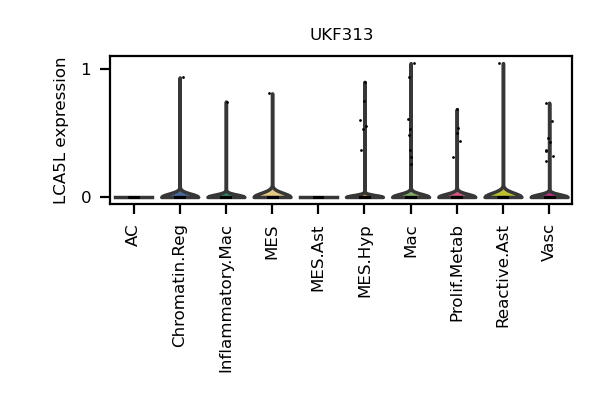 UKF313
LCA5L expression
1
0
AC
Chromatin.Reg
Inflammatory.Mac
MES
MES.Ast
MES.Hyp
Mac
Prolif.Metab
Reactive.Ast
Vasc